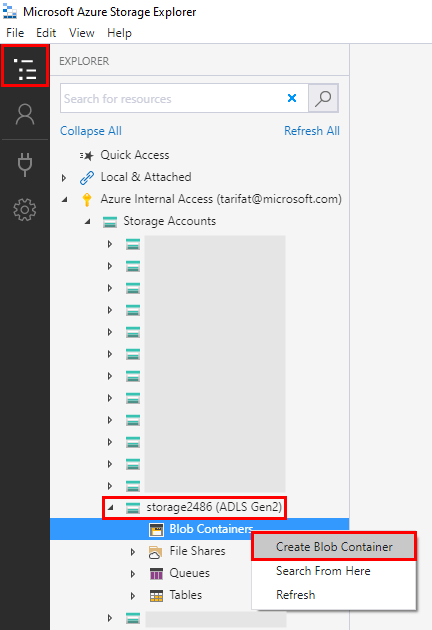 Microsoft Azure Storage Explorer
File Edit View Help
EXPLORER
Search for resources
Collapse All Refresh All
Quick Access
Local & Attached
Azure Internal Access (tarifat@microsoft.com)
Storage Accounts
storage2486 (ADLS Gen2)
Blob Containers
File Shares
Create Blob Container
Queues
Search From Here
Tables
Refresh